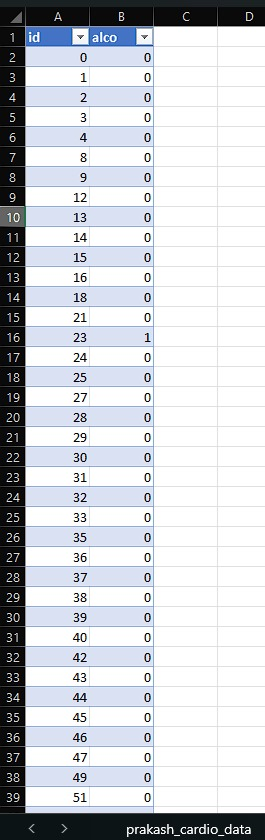 A B C D
1 id alco
2 0 0
3 1 0
4 2 0
5 3 0
6 4 0
7 8 0
8 9 0
9 12 0
10 13 0
11 14 0
12 15 0
13 16 0
14 18 0
15 21 0
16 23 1
17 24 0
18 25 0
19 27 0
20 28 0
21 29 0
22 30 0
23 31 0
24 32 0
25 33 0
26 35 0
27 36 0
28 37 0
29 38 0
30 39 0
31 40 0
32 42 0
33 43 0
34 44 0
35 45 0
36 46 0
37 47 0
38 49 0
39 51 0
prakash_cardio_data